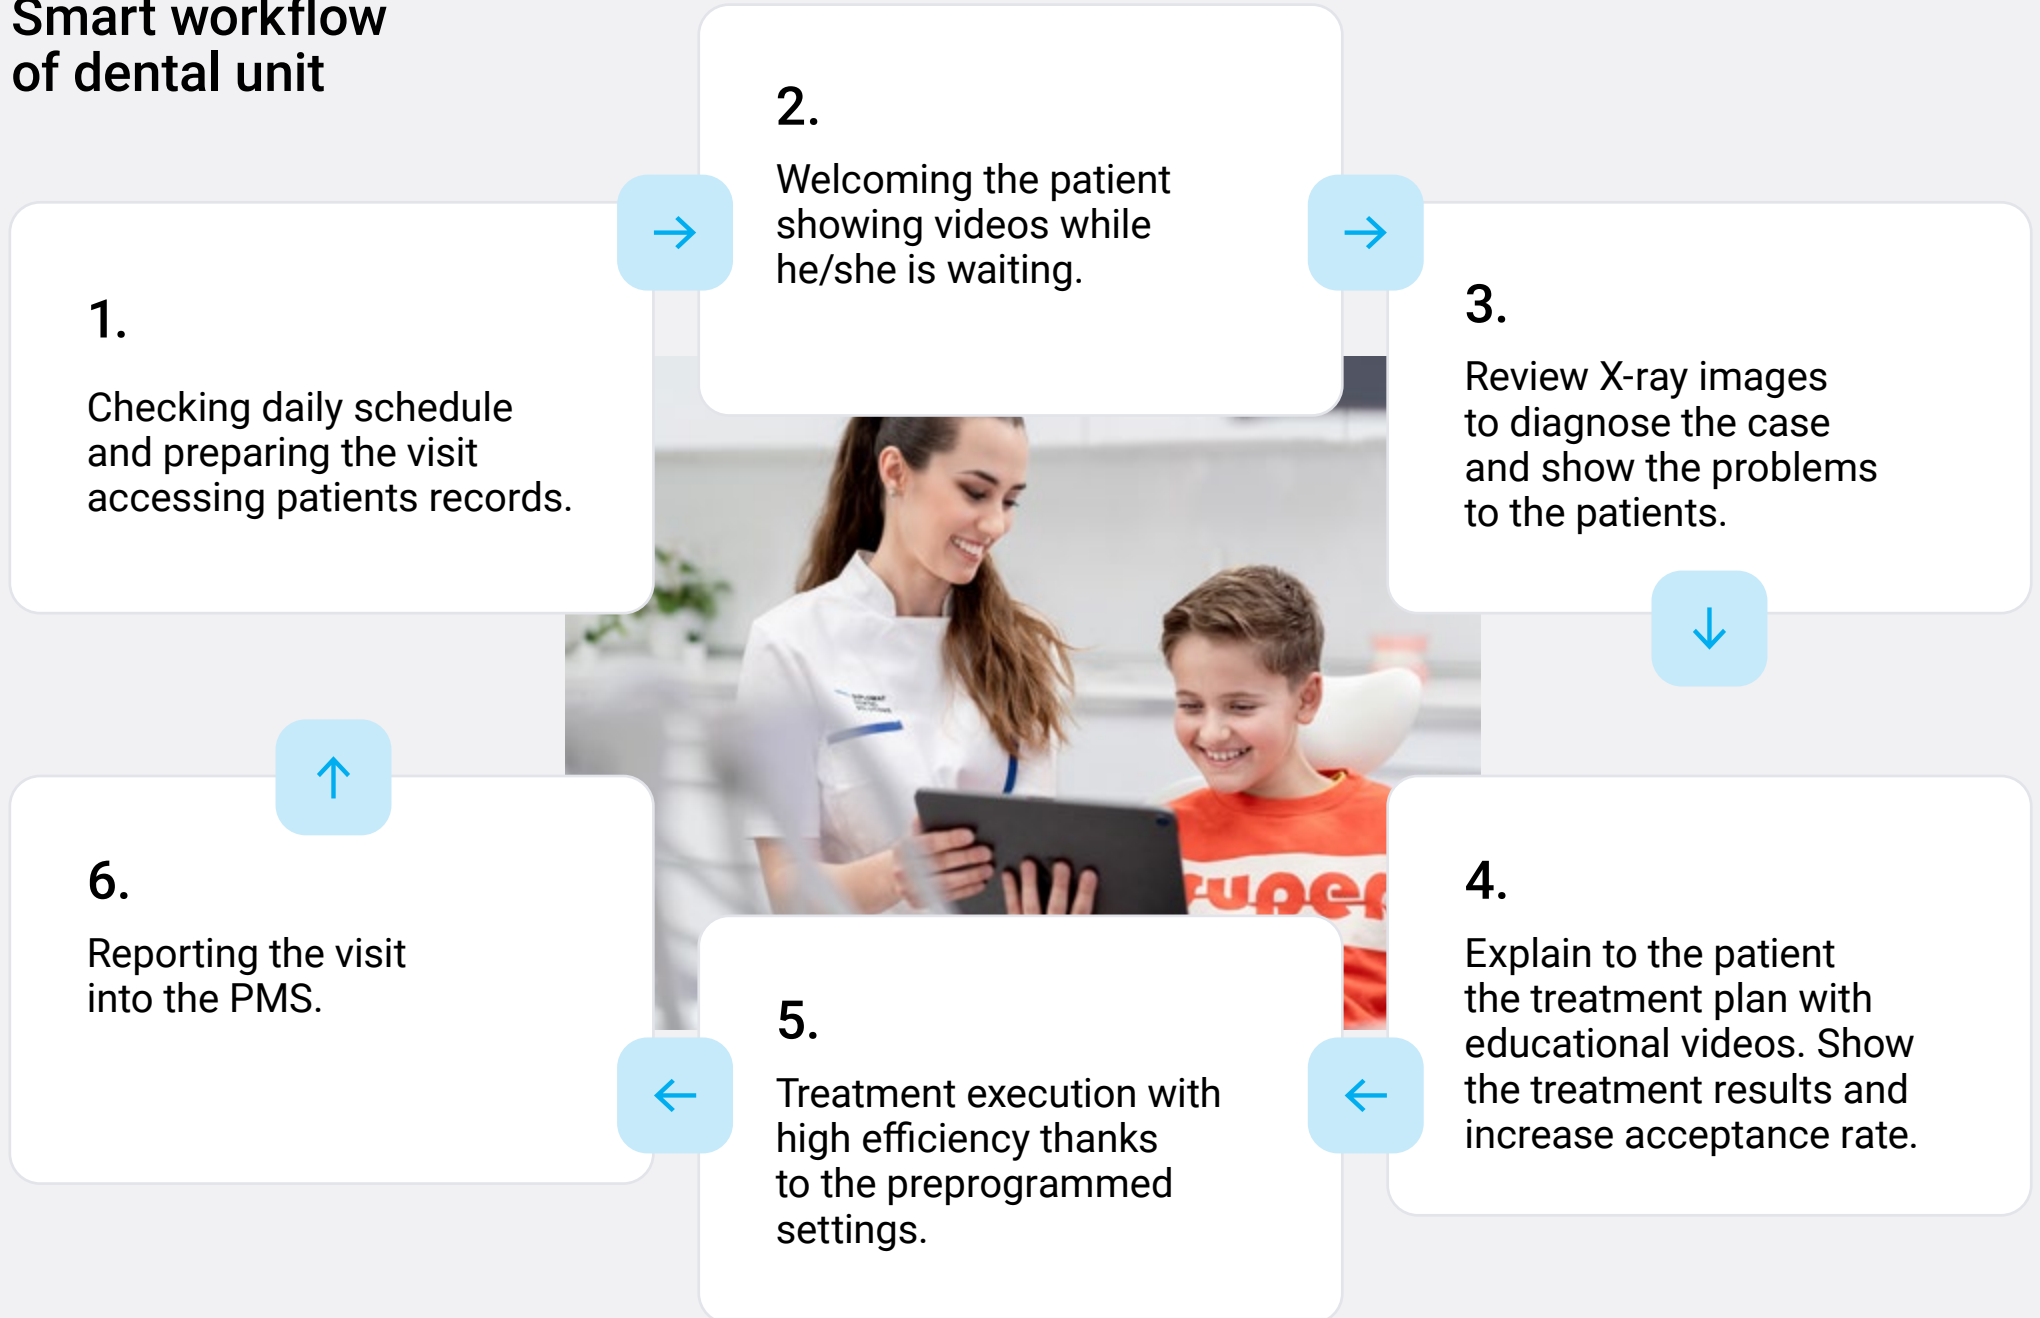 Smart workflow
of dental unit
1.
Checking daily schedule
and preparing the visit
accessing patients records.
2.
Welcoming the patient
showing videos while
he/she is waiting.
3.
Review X-ray images
to diagnose the case
and show the problems
to the patients.
4.
Explain to the patient
the treatment plan with
educational videos. Show
the treatment results and
increase acceptance rate.
5.
Treatment execution with
high efficiency thanks
to the preprogrammed
settings.
6.
Reporting the visit
into the PMS.
DIPLOMAT
DENTAL
SOLUTIONS
super